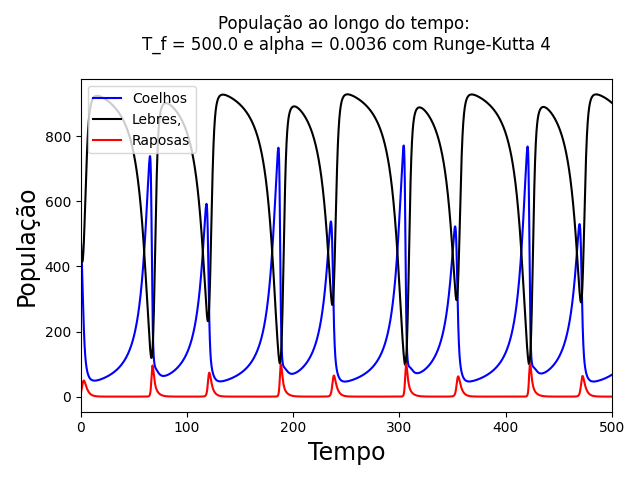 População ao longo do tempo:
T_f = 500.0 e alpha = 0.0036 com Runge-Kutta 4
Coelhos
Lebres,
Raposas
População
800
600
400
200
0
0 100 200 300 400 500
Tempo